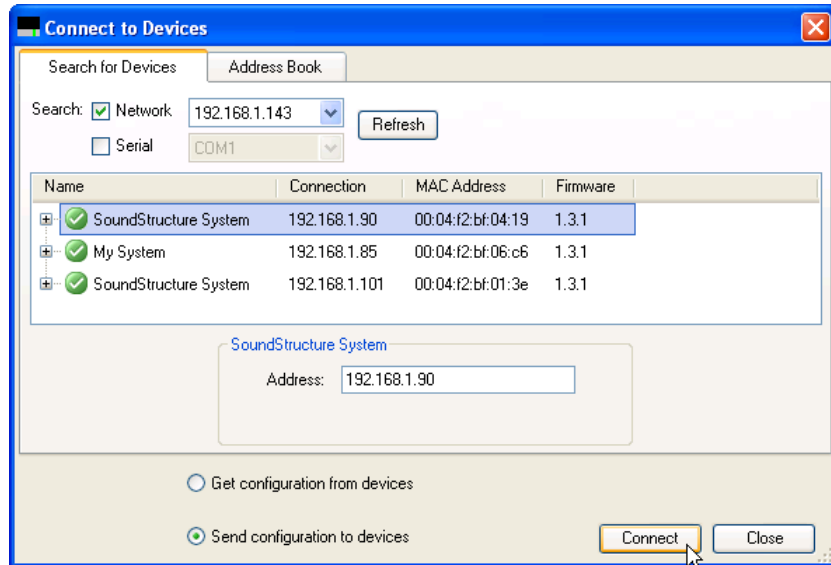 Connect to Devices
Search for Devices Address Book
Search: Network 192.168.1.143 Refresh
Serial COM1
Name Connection MAC Address Firmware
SoundStructure System 192.168.1.90 00:04:f2:bf:04:19 1.3.1
My System 192.168.1.85 00:04:f2:bf:06:c6 1.3.1
SoundStructure System 192.168.1.101 00:04:f2:bf:01:3e 1.3.1
SoundStructure System
Address: 192.168.1.90
Get configuration from devices
Send configuration to devices Connect Close